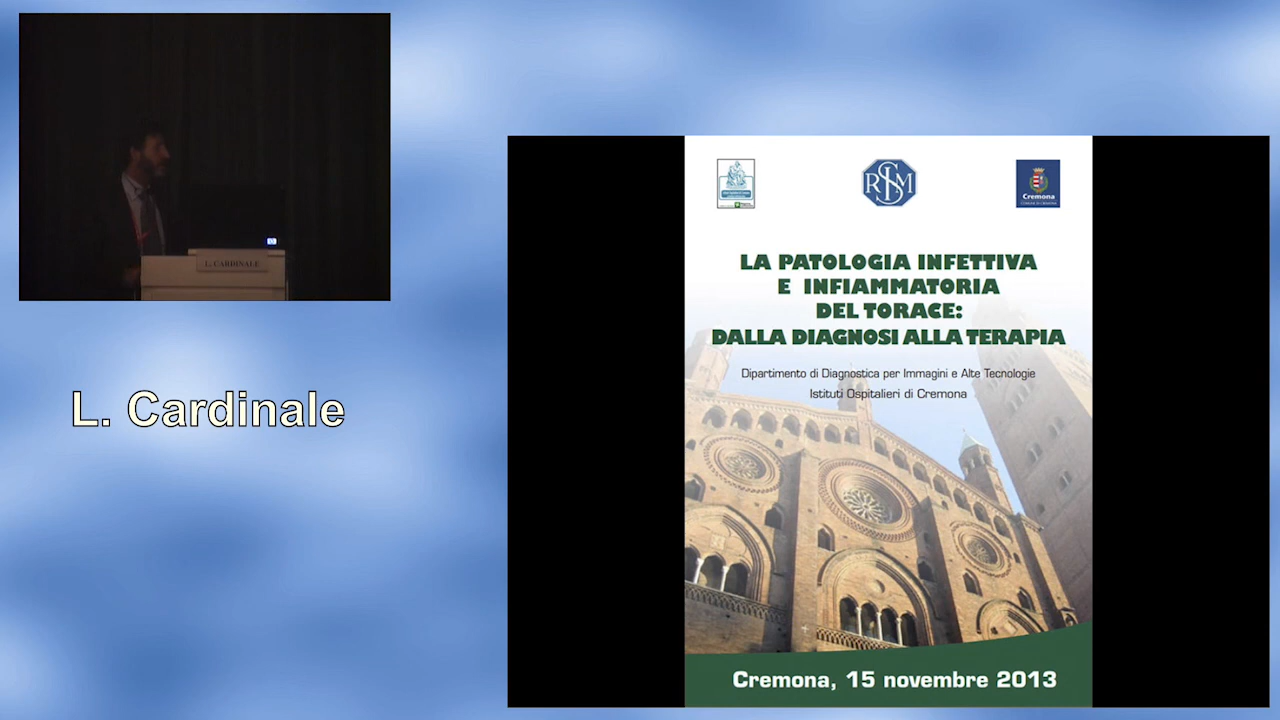 L. CARDINALE
L. Cardinale
RSM
Cremona
LA PATOLOGIA INFETTIVA
E INFIAMMATORIA
DEL TORACE:
DALLA DIAGNOSI ALLA TERAPIA
Dipartimento di Diagnostica per Immagini e Alte Tecnologie
Istituti Ospitalieri di Cremona
Cremona, 15 novembre 2013